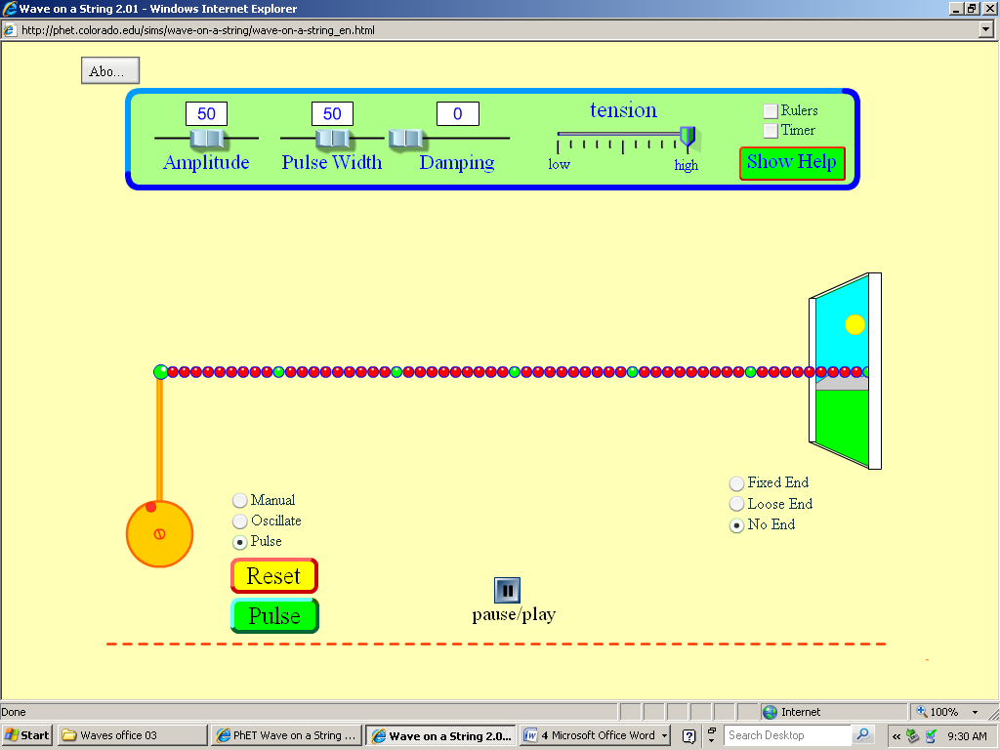 Wave on a String 2.01 - Windows Internet Explorer
http://phet.colorado.edu/sims/wave-on-a-string/wave-on-a-string_en.html
Abo...
50 50 0
Amplitude Pulse Width Damping
tension
low high
Rulers
Timer
Show Help
Fixed End
Loose End
No End
Manual
Oscillate
Pulse
Reset
Pulse
pause/play
Done Internet 100%
Start Waves office 03 PhET Wave on a String ... Wave on a String 2.0... 4 Microsoft Office Word Search Desktop 9:30 AM